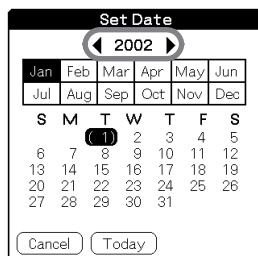 Set Date
2002
Jan Feb Mar Apr May Jun
Jul Aug Sep Oct Nov Dec
S M T W T F S
1 2 3 4 5
6 7 8 9 10 11 12
13 14 15 16 17 18 19
20 21 22 23 24 25 26
27 28 29 30 31
Cancel Today